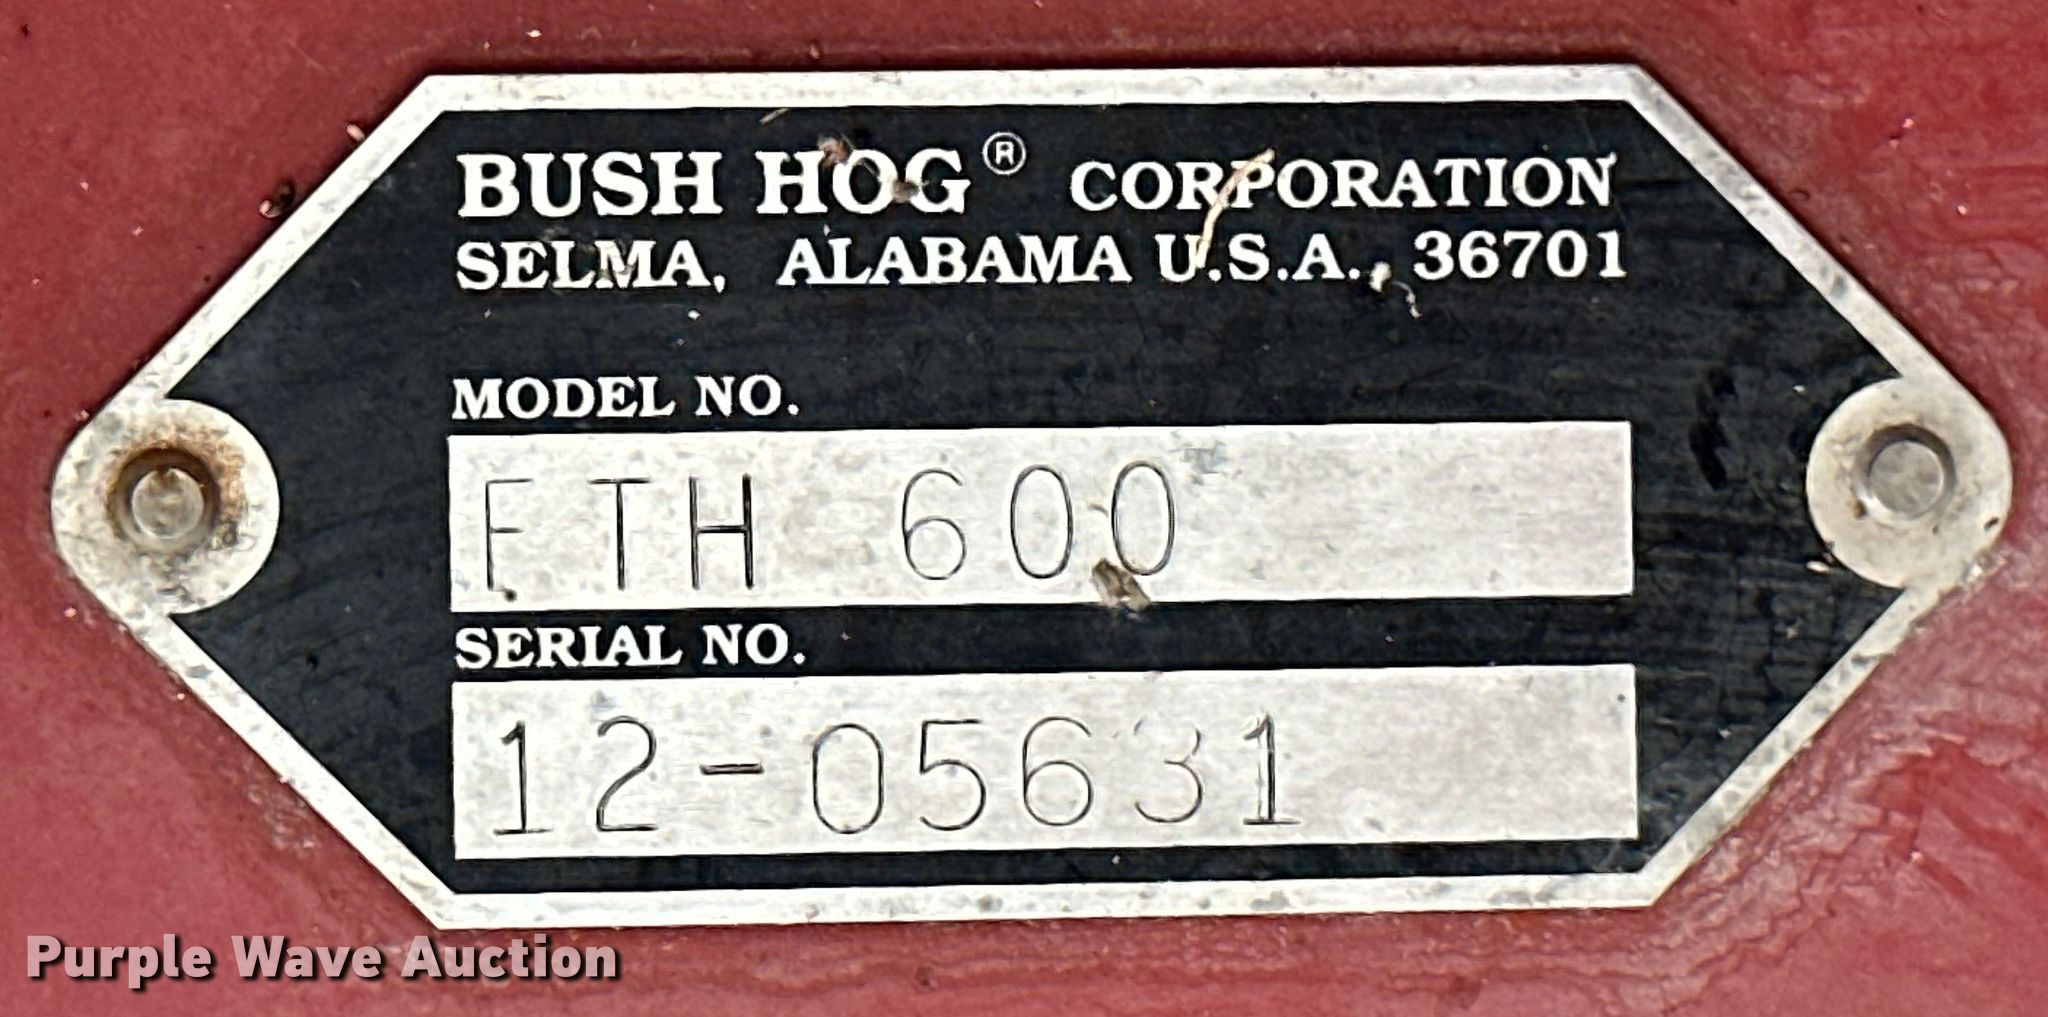 BUSH HOG® CORPORATION
SELMA, ALABAMA U.S.A., 36701
MODEL NO.
FTH 600
SERIAL NO.
12-05631
Purple Wave Auction